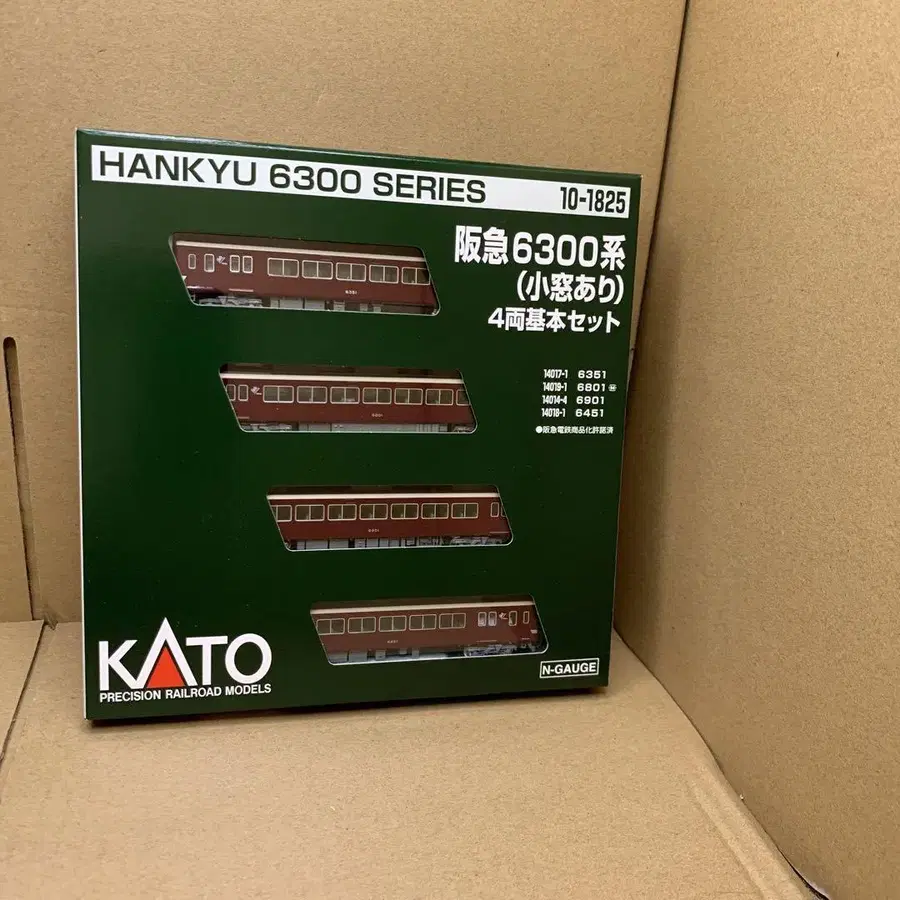 HANKYU 6300 SERIES 10-1825
阪急6300系
(小窓あり)
4両基本セット
14017-1 6351
14019-1 6801 Ⓜ
14014-4 6901
14018-1 6451
●阪急電鉄商品化許諾済
KATO
PRECISION RAILROAD MODELS
N-GAUGE